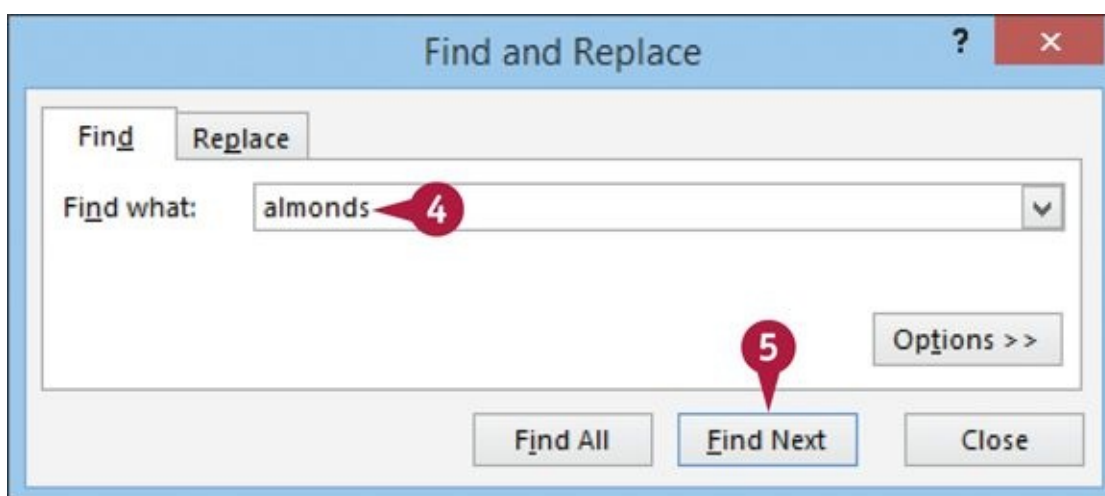 Find and Replace ? ×
Find Replace
Find what: almonds 4
Options >>
5
Find All Find Next Close